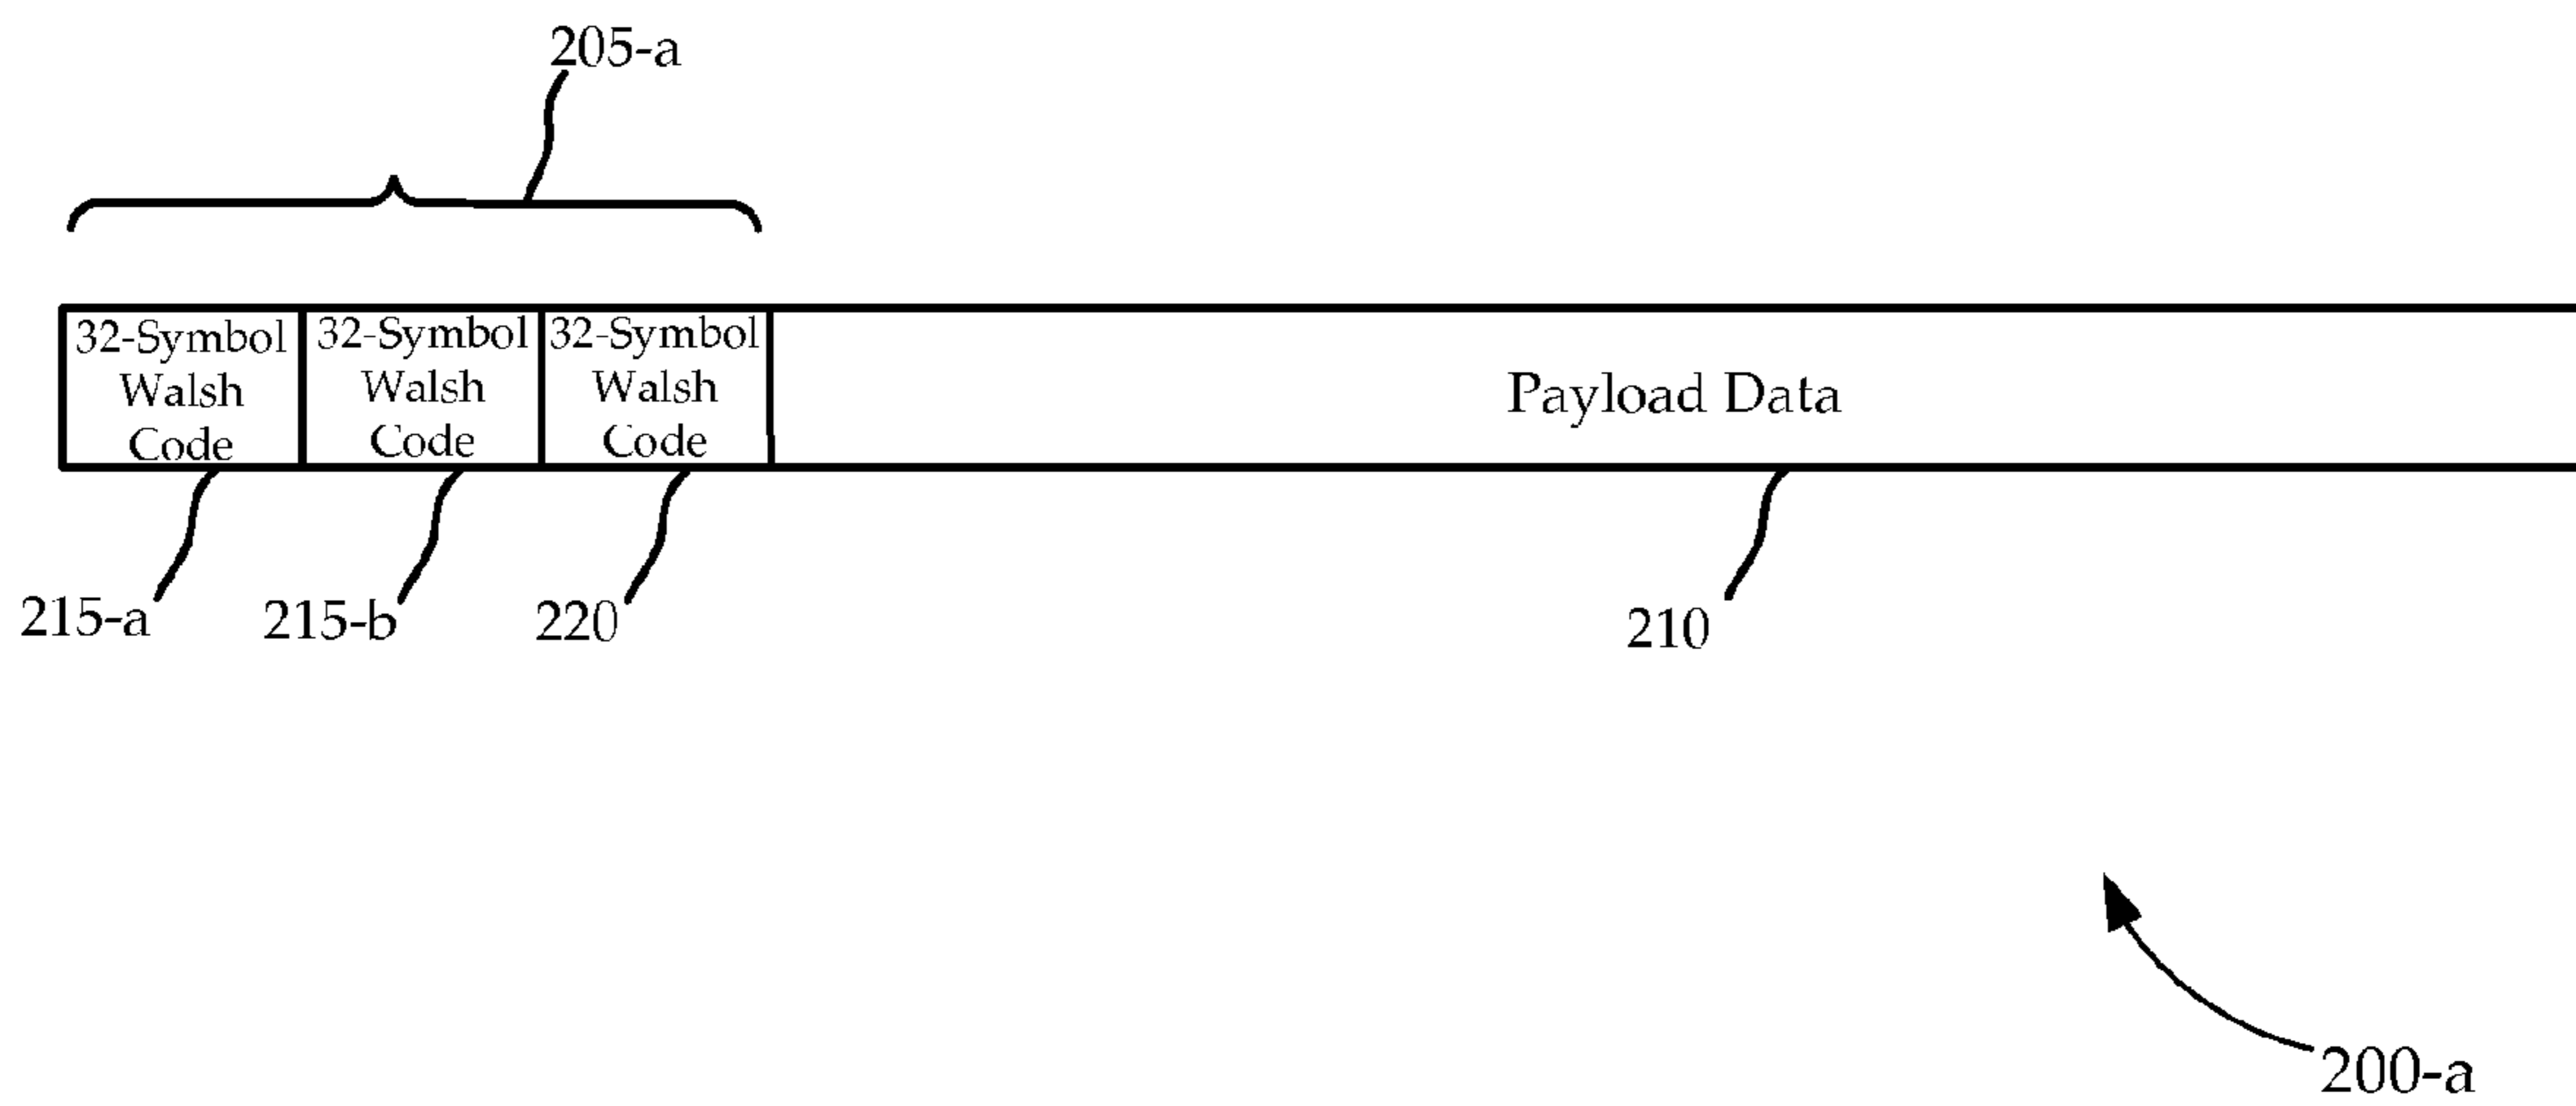 205-a
32-Symbol
Walsh
Code
32-Symbol
Walsh
Code
32-Symbol
Walsh
Code
Payload Data
215-a
215-b
220
210
200-a